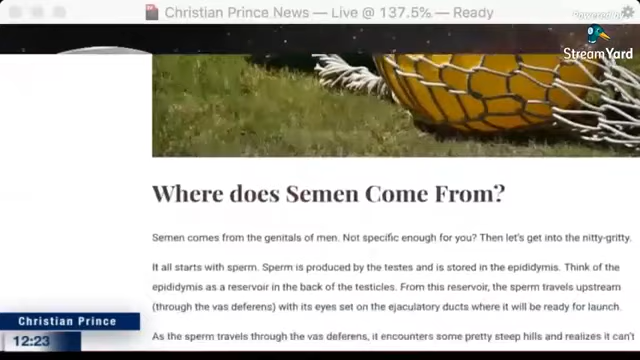 Christian Prince News — Live @ 137.5% — Ready
Powered by
StreamYard
Where does Semen Come From?
Semen comes from the genitals of men. Not specific enough for you? Then let's get into the nitty-gritty.
It all starts with sperm. Sperm is produced by the testes and is stored in the epididymis. Think of the
epididymis as a reservoir in the back of the testicles. From this reservoir, the sperm travels upstream
(through the vas deferens) with its eyes set on the ejaculatory ducts where it will be ready for launch.
As the sperm travels through the vas deferens, it encounters some pretty steep hills and realizes it can't
Christian Prince
12:23